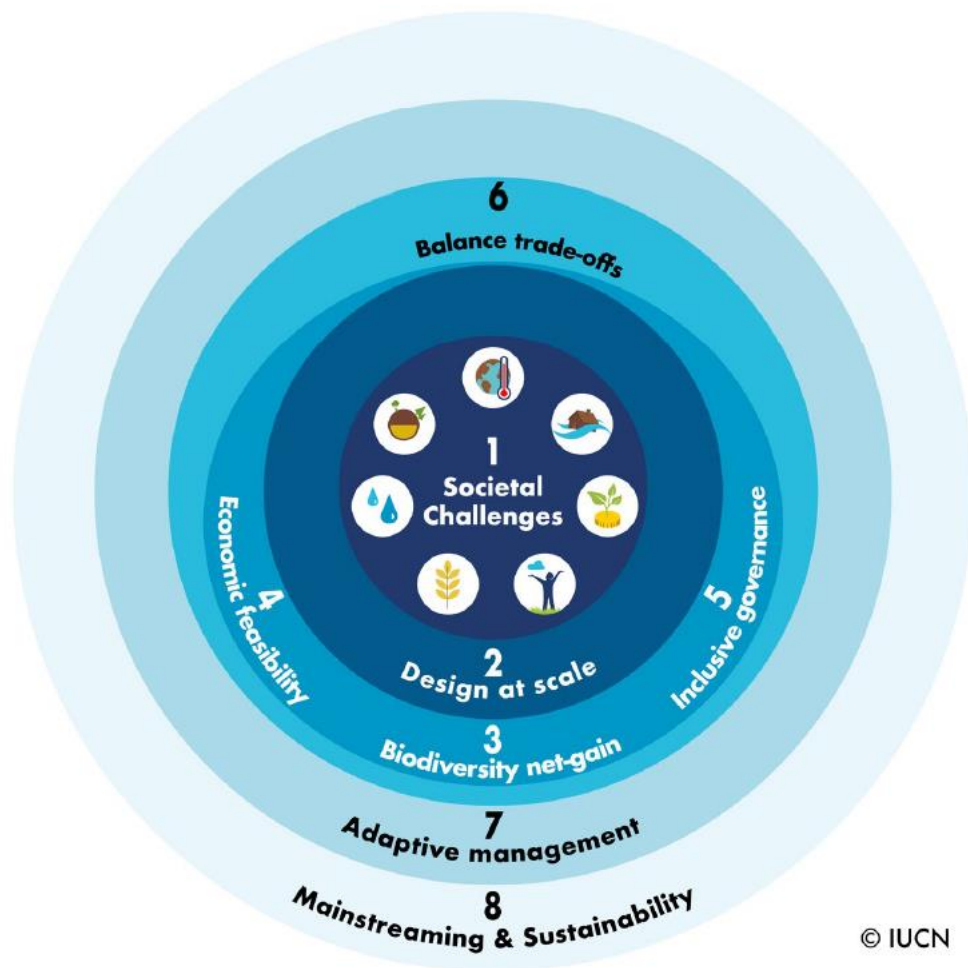 6
Balance trade-offs
1
Societal
Challenges
4
Economic feasibility
5
Inclusive governance
2
Design at scale
3
Biodiversity net-gain
7
Adaptive management
8
Mainstreaming & Sustainability
© IUCN